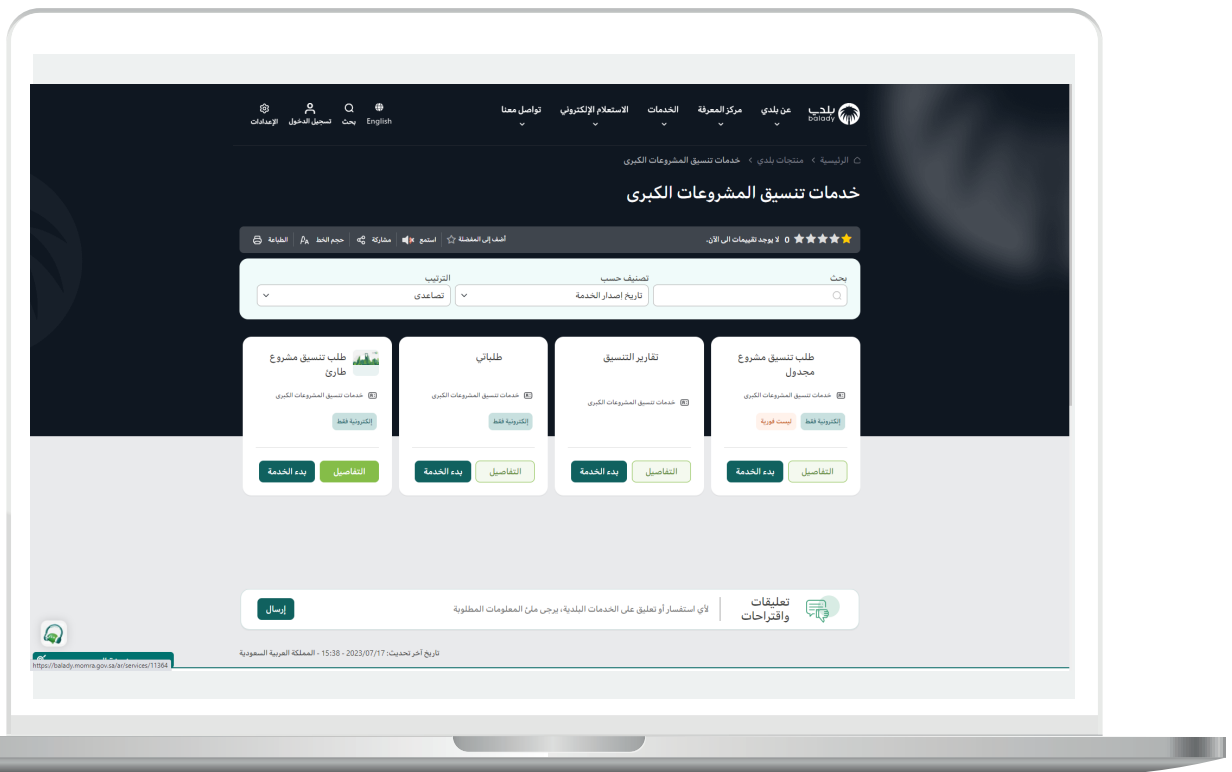 بلدي
balady
عن بلدي
مركز المعرفة
الخدمات
الاستعلام الإلكتروني
تواصل معنا
English
بحث
تسجيل الدخول
الإعدادات
الرئيسية > منتجات بلدي > خدمات تنسيق المشروعات الكبرى
خدمات تنسيق المشروعات الكبرى
0 لا يوجد تقييمات الى الآن.
أضف إلى المفضلة
استمع
مشاركة
حجم الخط
الطباعة
بحث
تصنيف حسب
تاريخ إصدار الخدمة
الترتيب
تصاعدى
طلب تنسيق مشروع
مجدول
خدمات تنسيق المشروعات الكبرى
إلكترونية فقط
ليست فورية
التفاصيل
بدء الخدمة
تقارير التنسيق
خدمات تنسيق المشروعات الكبرى
التفاصيل
بدء الخدمة
طلباتي
خدمات تنسيق المشروعات الكبرى
إلكترونية فقط
التفاصيل
بدء الخدمة
طلب تنسيق مشروع
طارئ
خدمات تنسيق المشروعات الكبرى
إلكترونية فقط
التفاصيل
بدء الخدمة
تعليقات
واقتراحات
لأي استفسار أو تعليق على الخدمات البلدية، يرجى ملئ المعلومات المطلوبة
إرسال
تاريخ آخر تحديث: 2023/07/17 - 15:38 - المملكة العربية السعودية
https://balady.momra.gov.sa/ar/services/11364